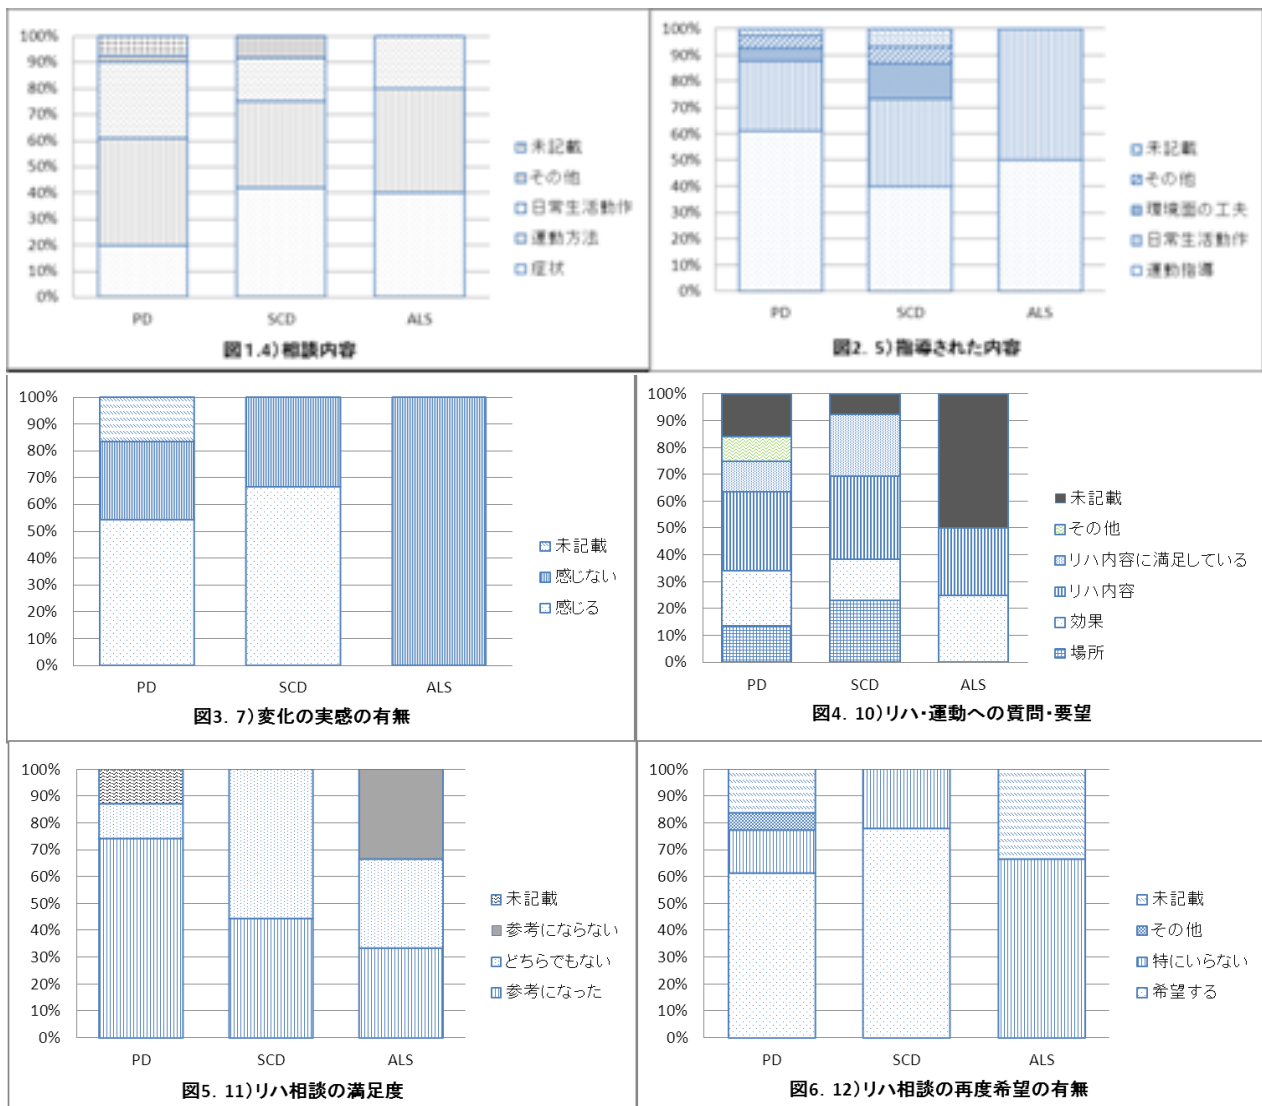 100%
90%
80%
70%
60%
50%
40%
30%
20%
10%
0%
PD SCD ALS
未記載
その他
日常生活動作
運動方法
症状
図1.4)相談内容
100%
90%
80%
70%
60%
50%
40%
30%
20%
10%
0%
PD SCD ALS
未記載
その他
環境面の工夫
日常生活動作
運動指導
図2. 5)指導された内容
100%
90%
80%
70%
60%
50%
40%
30%
20%
10%
0%
PD SCD ALS
未記載
感じない
感じる
図3. 7)変化の実感の有無
100%
90%
80%
70%
60%
50%
40%
30%
20%
10%
0%
PD SCD ALS
未記載
その他
リハ内容に満足している
リハ内容
効果
場所
図4. 10)リハ・運動への質問・要望
100%
90%
80%
70%
60%
50%
40%
30%
20%
10%
0%
PD SCD ALS
未記載
参考にならない
どちらでもない
参考になった
図5. 11)リハ相談の満足度
100%
90%
80%
70%
60%
50%
40%
30%
20%
10%
0%
PD SCD ALS
未記載
その他
特にいらない
希望する
図6. 12)リハ相談の再度希望の有無